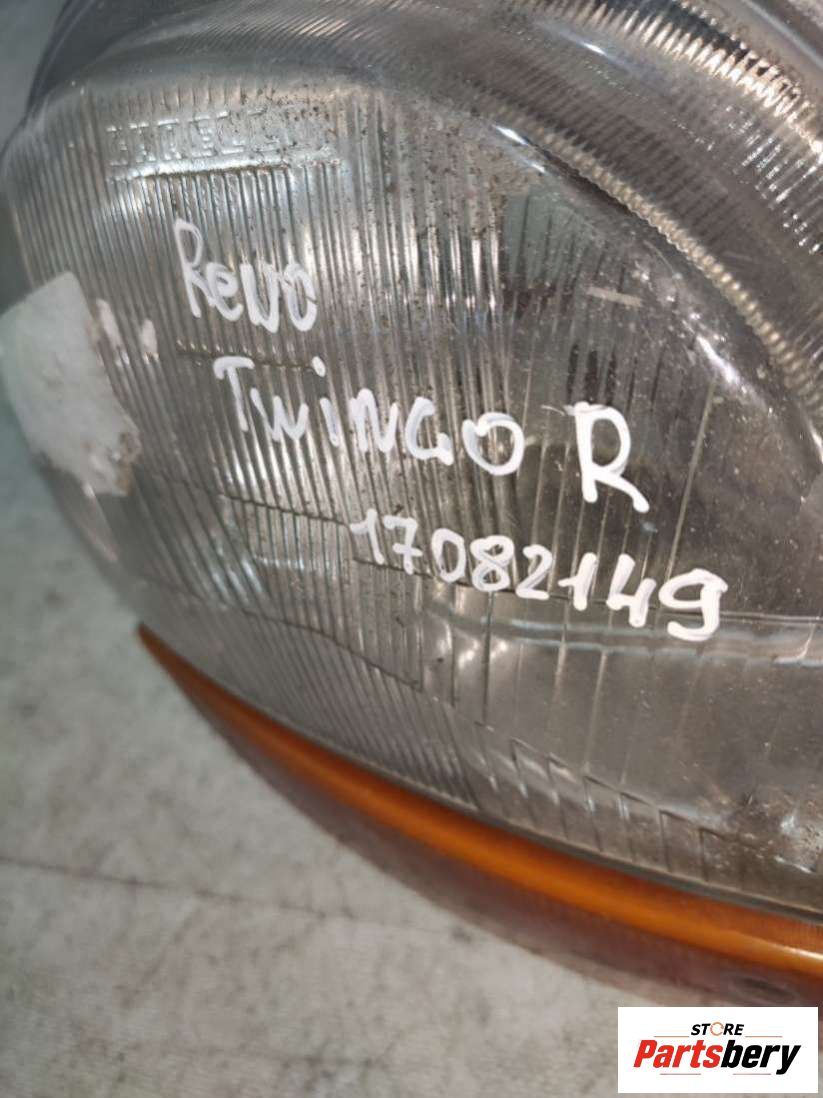 Reno
TwiNGO R
17082149
STORE
Partsbery